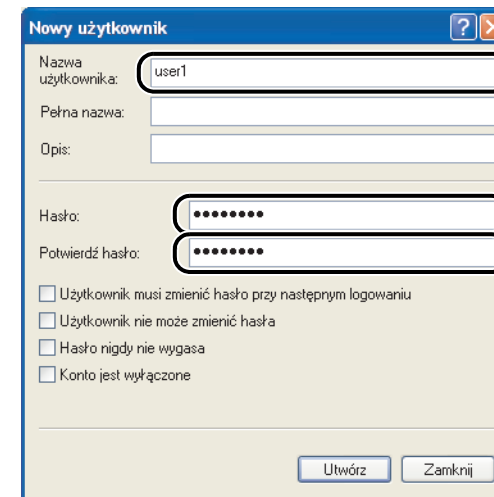 Nowy użytkownik
Nazwa
użytkownika:
user1
Pełna nazwa:
Opis:
Hasło: ••••••••
Potwierdź hasło: ••••••••
Użytkownik musi zmienić hasło przy następnym logowaniu
Użytkownik nie może zmienić hasła
Hasło nigdy nie wygasa
Konto jest wyłączone
Utwórz Zamknij